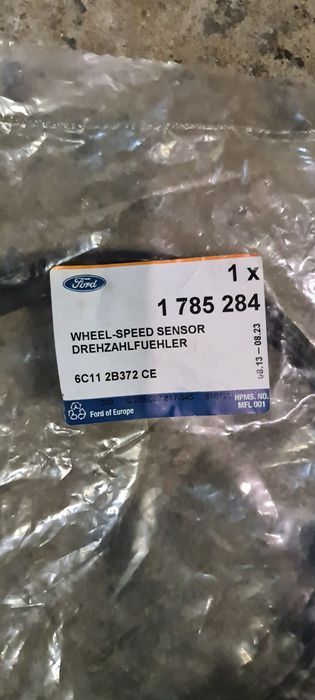 Ford
1 x
1 785 284
WHEEL-SPEED SENSOR
DREHZAHLFUEHLER
08.13 – 08.23
6C11 2B372 CE
HPMS. NO.
MFL 001
Ford of Europe